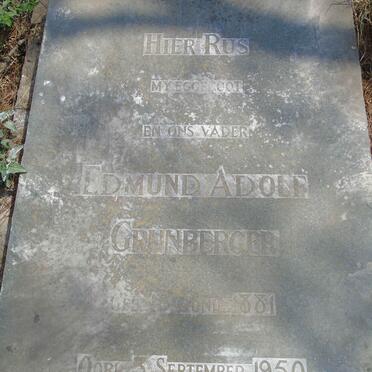 HIER RUS
MY EGGENOOT
EN ONS VADER
EDMUND ADOLF
GRUNBERGER
1881
SEPTEMBER 1950